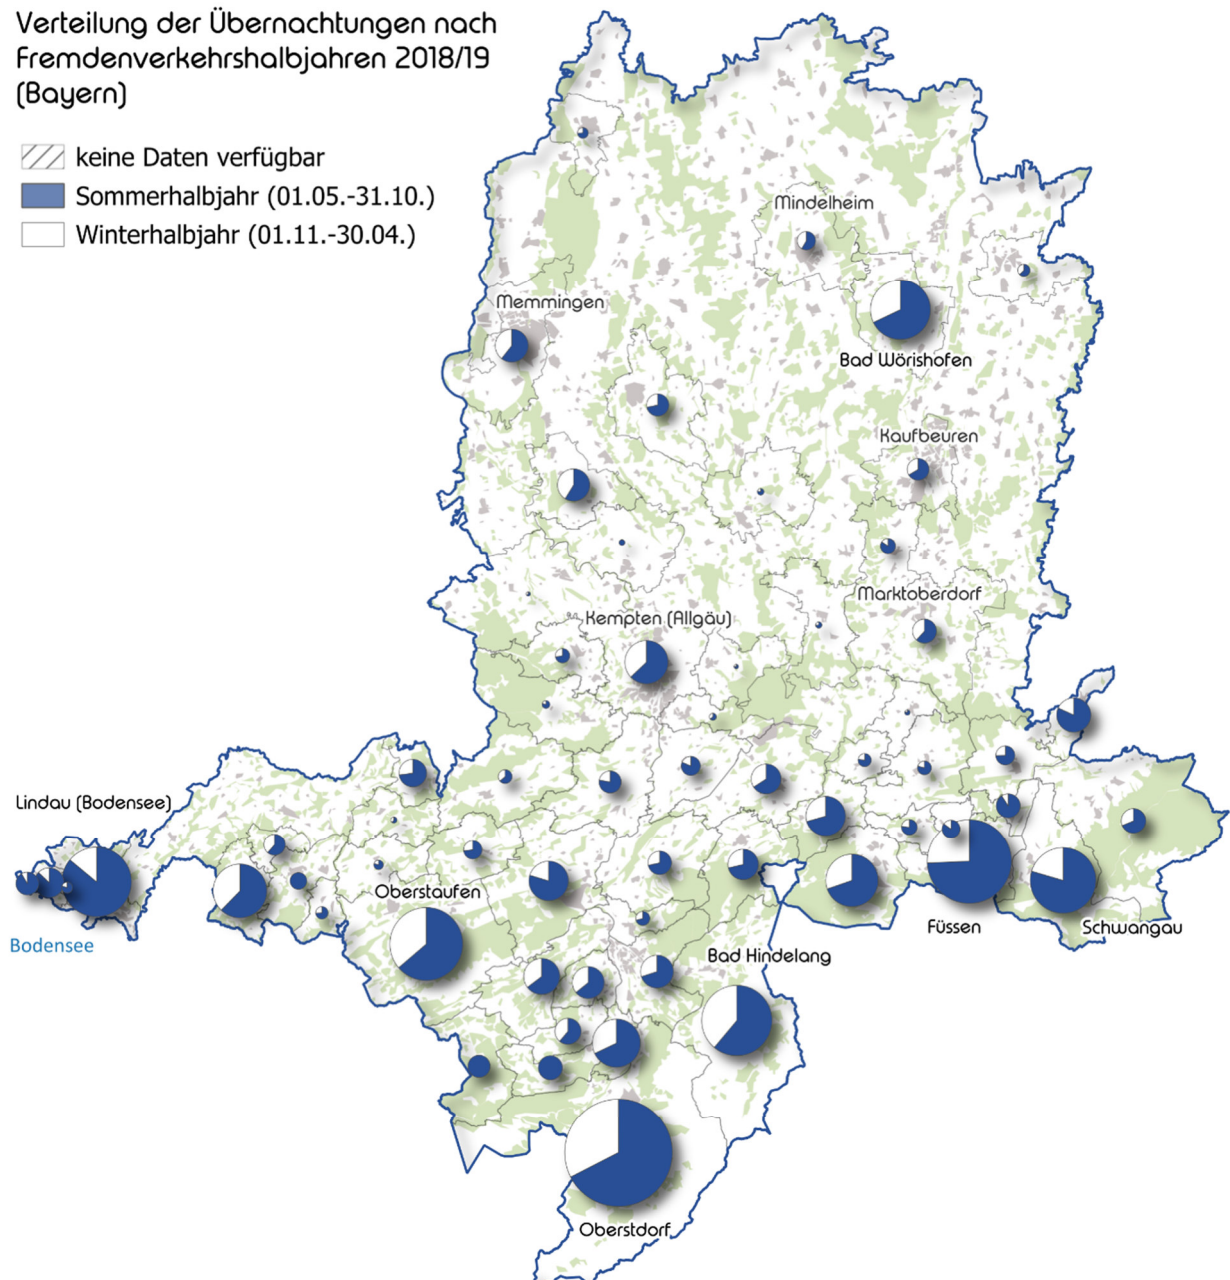 Verteilung der Übernachtungen nach
Fremdenverkehrshalbjahren 2018/19
(Bayern)
keine Daten verfügbar
Sommerhalbjahr (01.05.-31.10.)
Winterhalbjahr (01.11.-30.04.)
Mindelheim
Memmingen
Bad Wörishofen
Kaufbeuren
Marktoberdorf
Kempten (Allgäu)
Lindau (Bodensee)
Oberstaufen
Füssen
Schwangau
Bodensee
Bad Hindelang
Oberstdorf